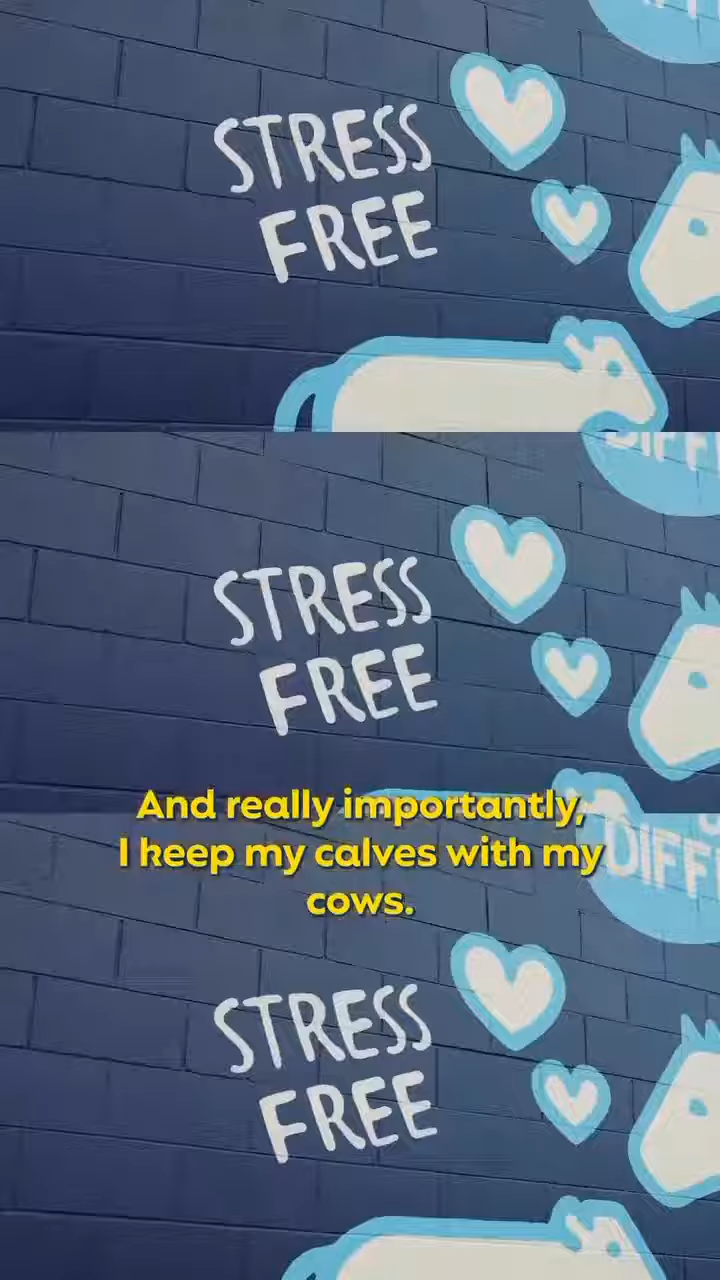 STRESS
FREE
STRESS
FREE
And really importantly,
I keep my calves with my
cows.
STRESS
FREE